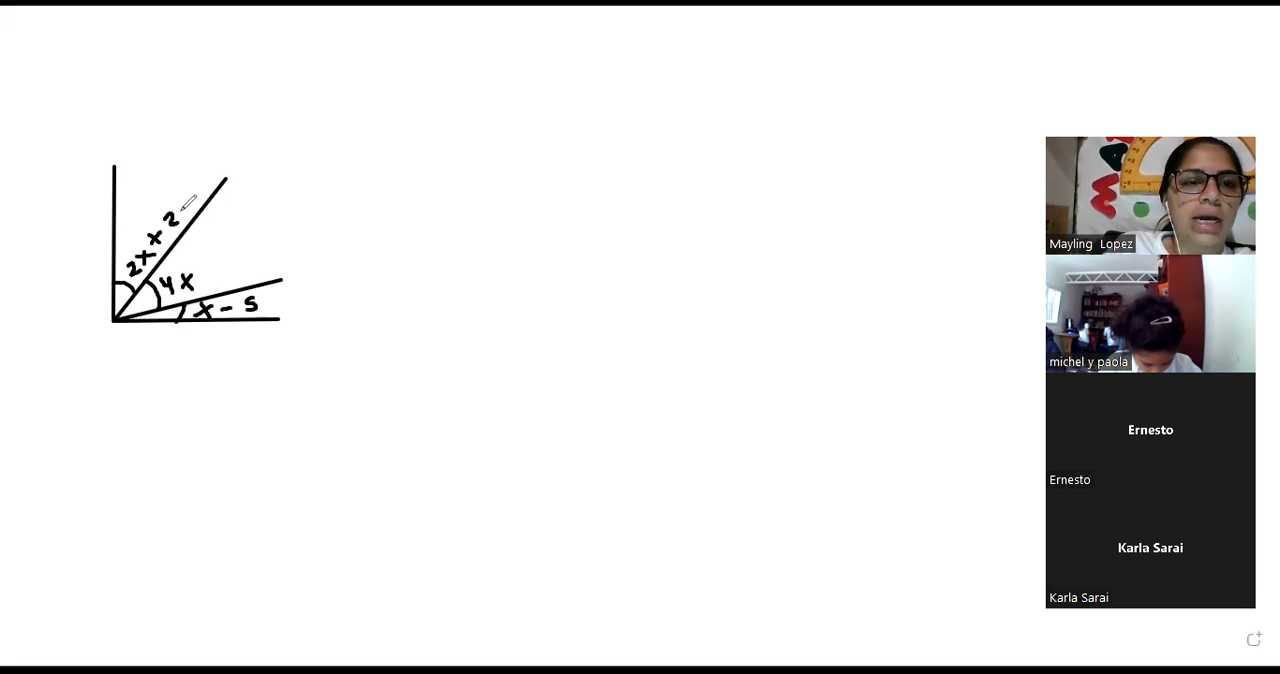 2x + 2
4x
x - 5
Mayling Lopez
michel y paola
Ernesto
Ernesto
Karla Sarai
Karla Sarai